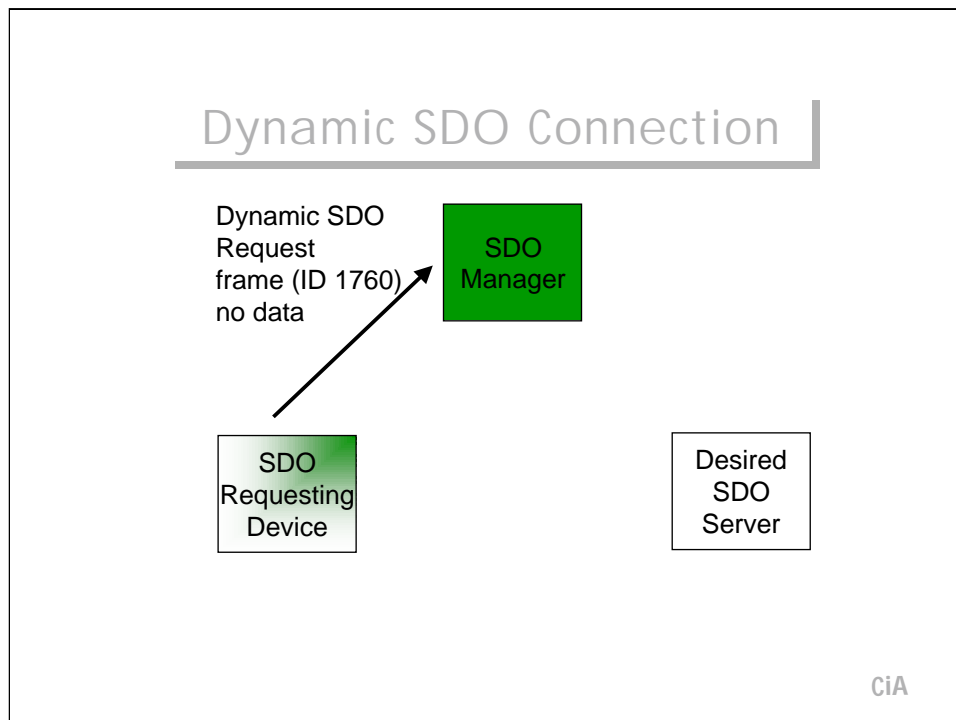 Dynamic SDO Connection
Dynamic SDO
Request
frame (ID 1760)
no data
SDO
Manager
SDO
Requesting
Device
Desired
SDO
Server
CiA